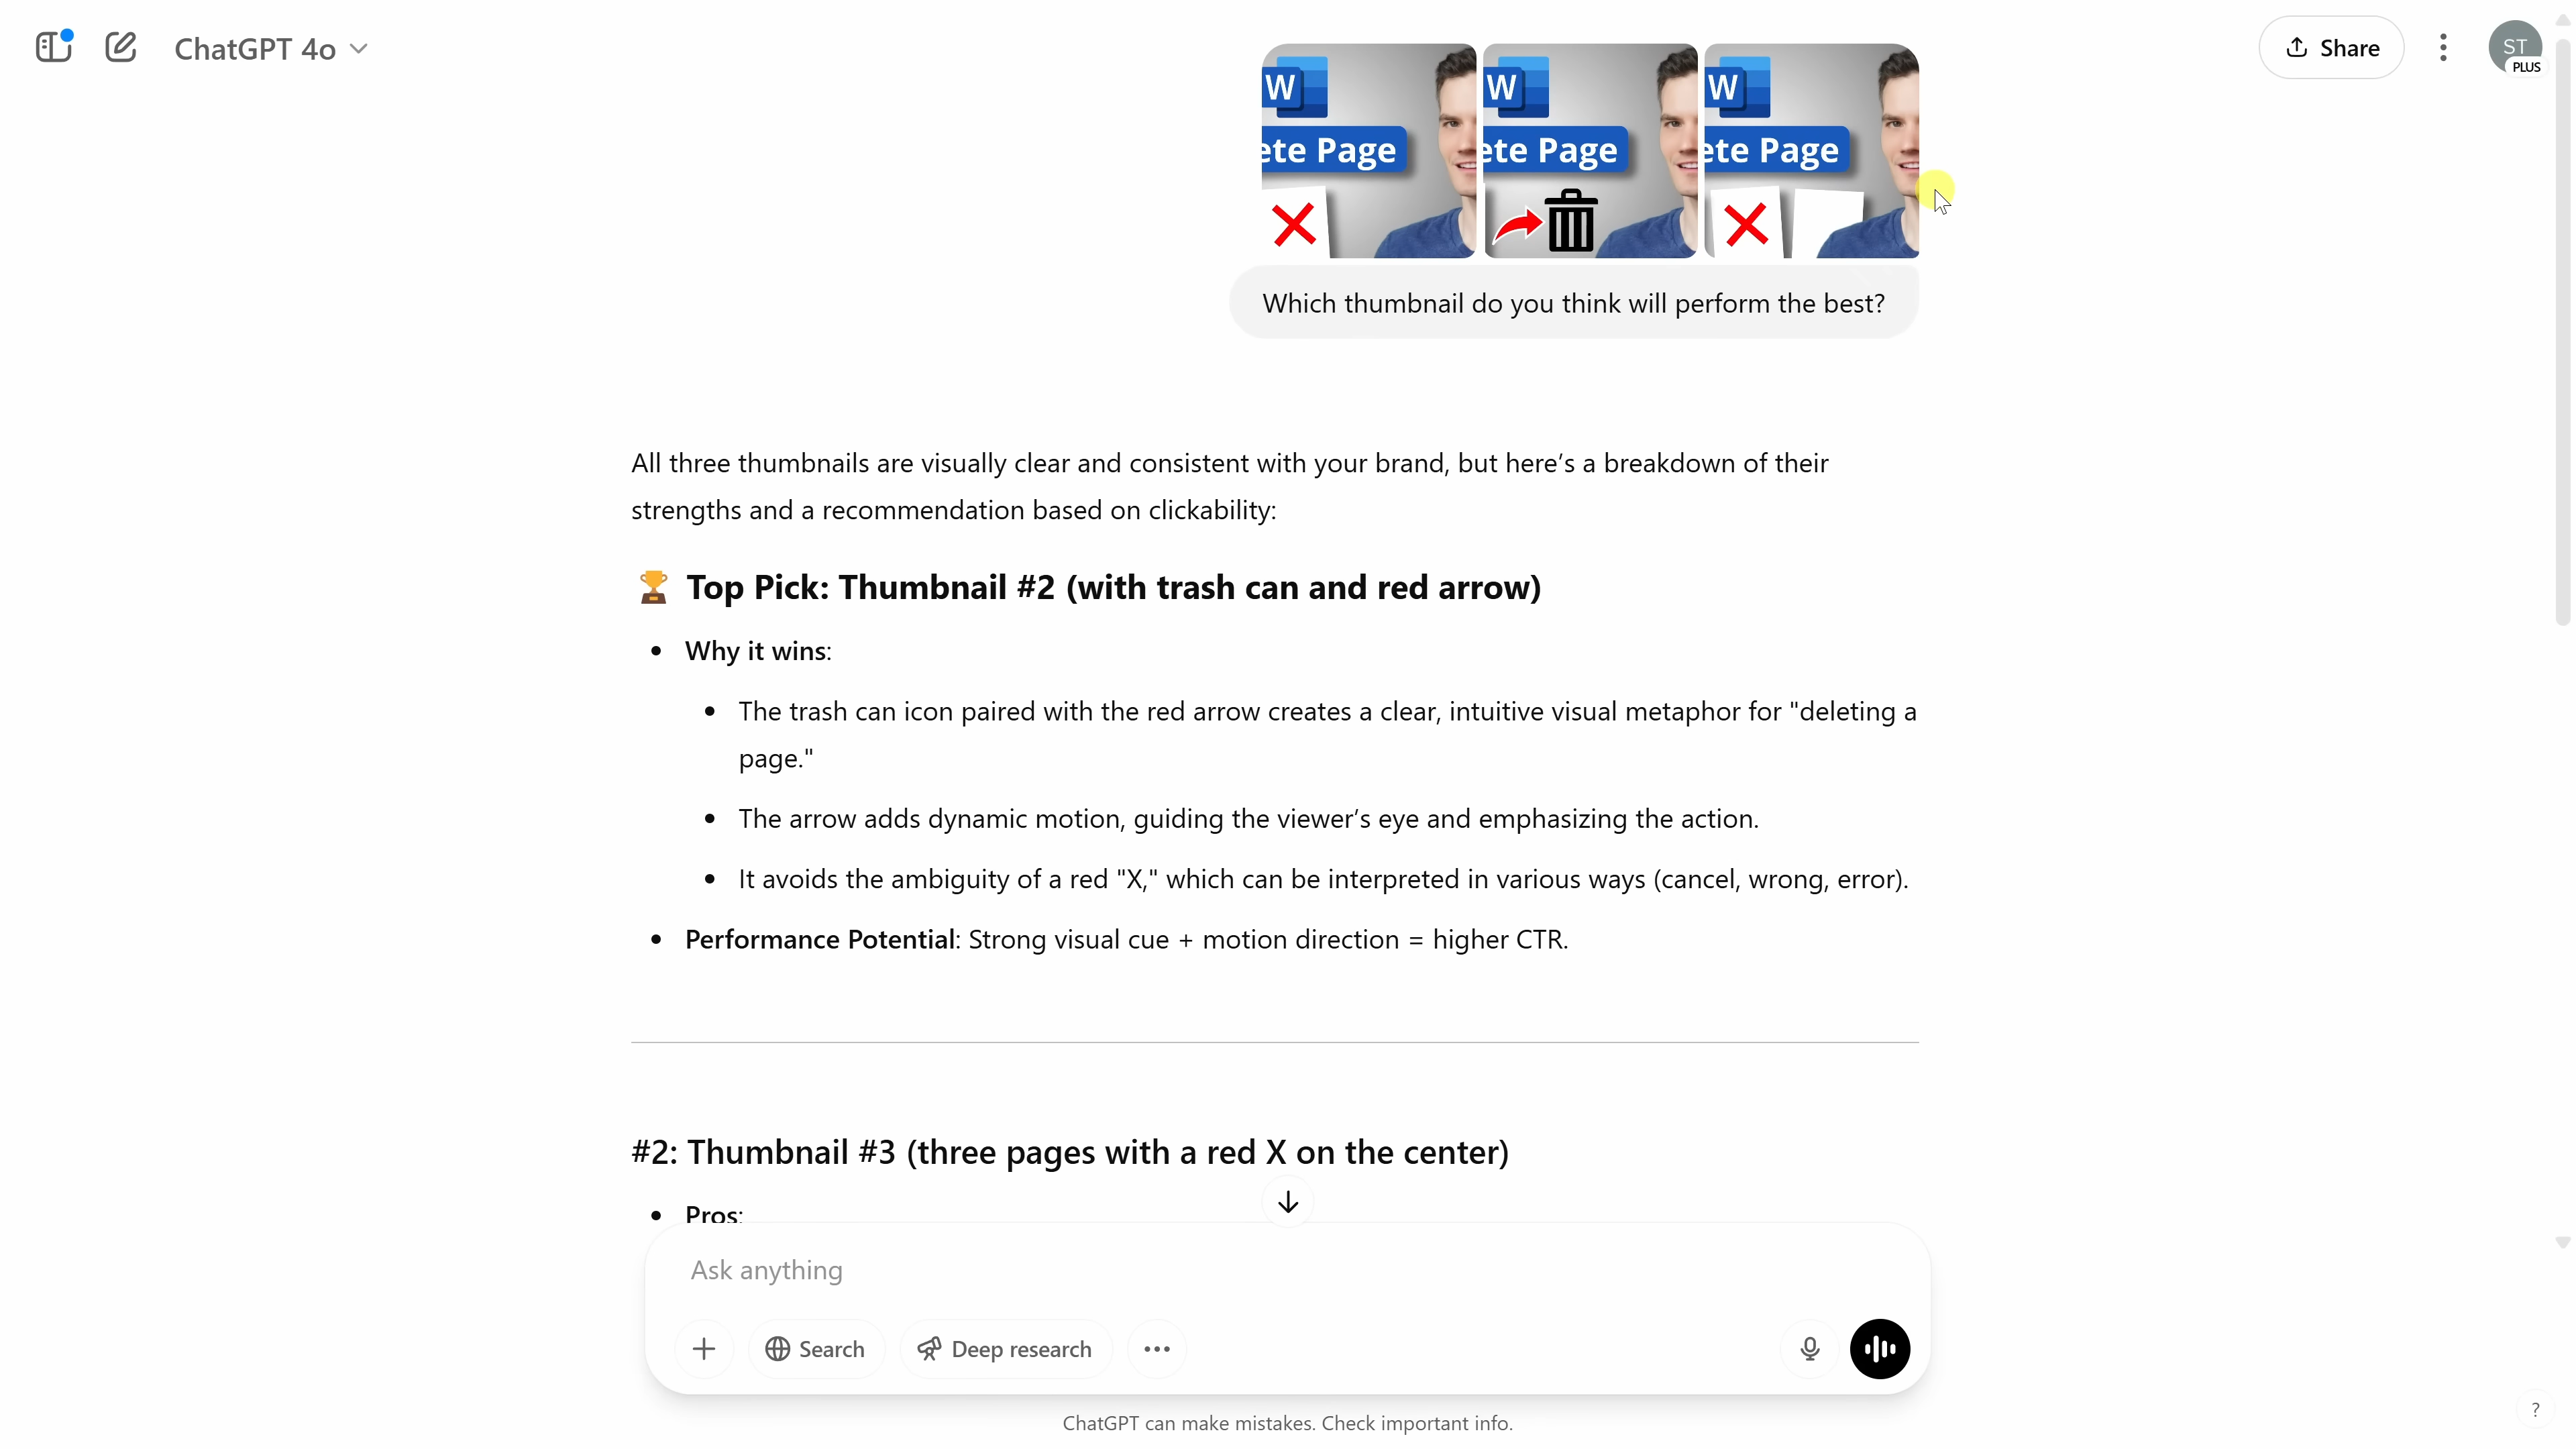 ChatGPT 4o
Share
ST
PLUS
W
W
W
ete Page
ete Page
ete Page
Which thumbnail do you think will perform the best?
All three thumbnails are visually clear and consistent with your brand, but here’s a breakdown of their
strengths and a recommendation based on clickability:
🏆 Top Pick: Thumbnail #2 (with trash can and red arrow)
• Why it wins:
• The trash can icon paired with the red arrow creates a clear, intuitive visual metaphor for "deleting a
page."
• The arrow adds dynamic motion, guiding the viewer’s eye and emphasizing the action.
• It avoids the ambiguity of a red "X," which can be interpreted in various ways (cancel, wrong, error).
• Performance Potential: Strong visual cue + motion direction = higher CTR.
#2: Thumbnail #3 (three pages with a red X on the center)
• Pros:
Ask anything
Search
Deep research
ChatGPT can make mistakes. Check important info.
?